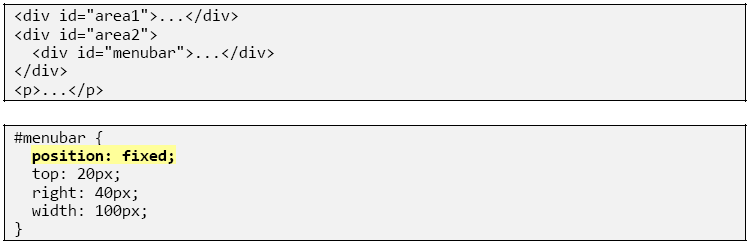 <div id="area1">...</div>
<div id="area2">
  <div id="menubar">...</div>
</div>
<p>...</p>
#menubar {
  position: fixed;
  top: 20px;
  right: 40px;
  width: 100px;
}